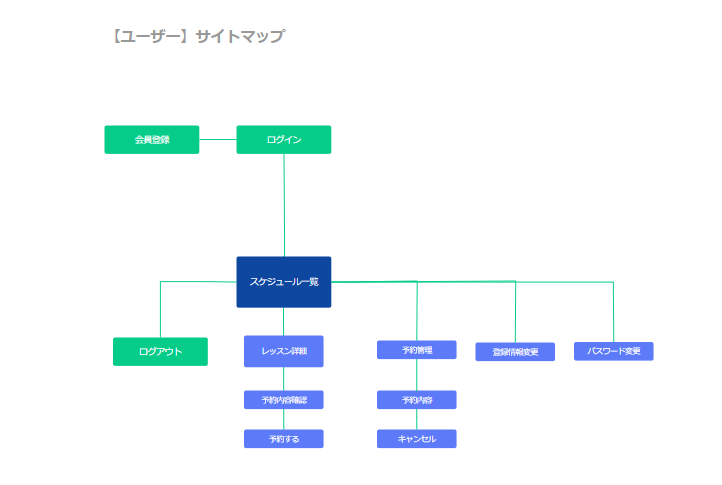 【ユーザー】サイトマップ
会員登録
ログイン
スケジュール一覧
ログアウト
レッスン詳細
予約管理
登録情報変更
パスワード変更
予約内容確認
予約内容
予約する
キャンセル